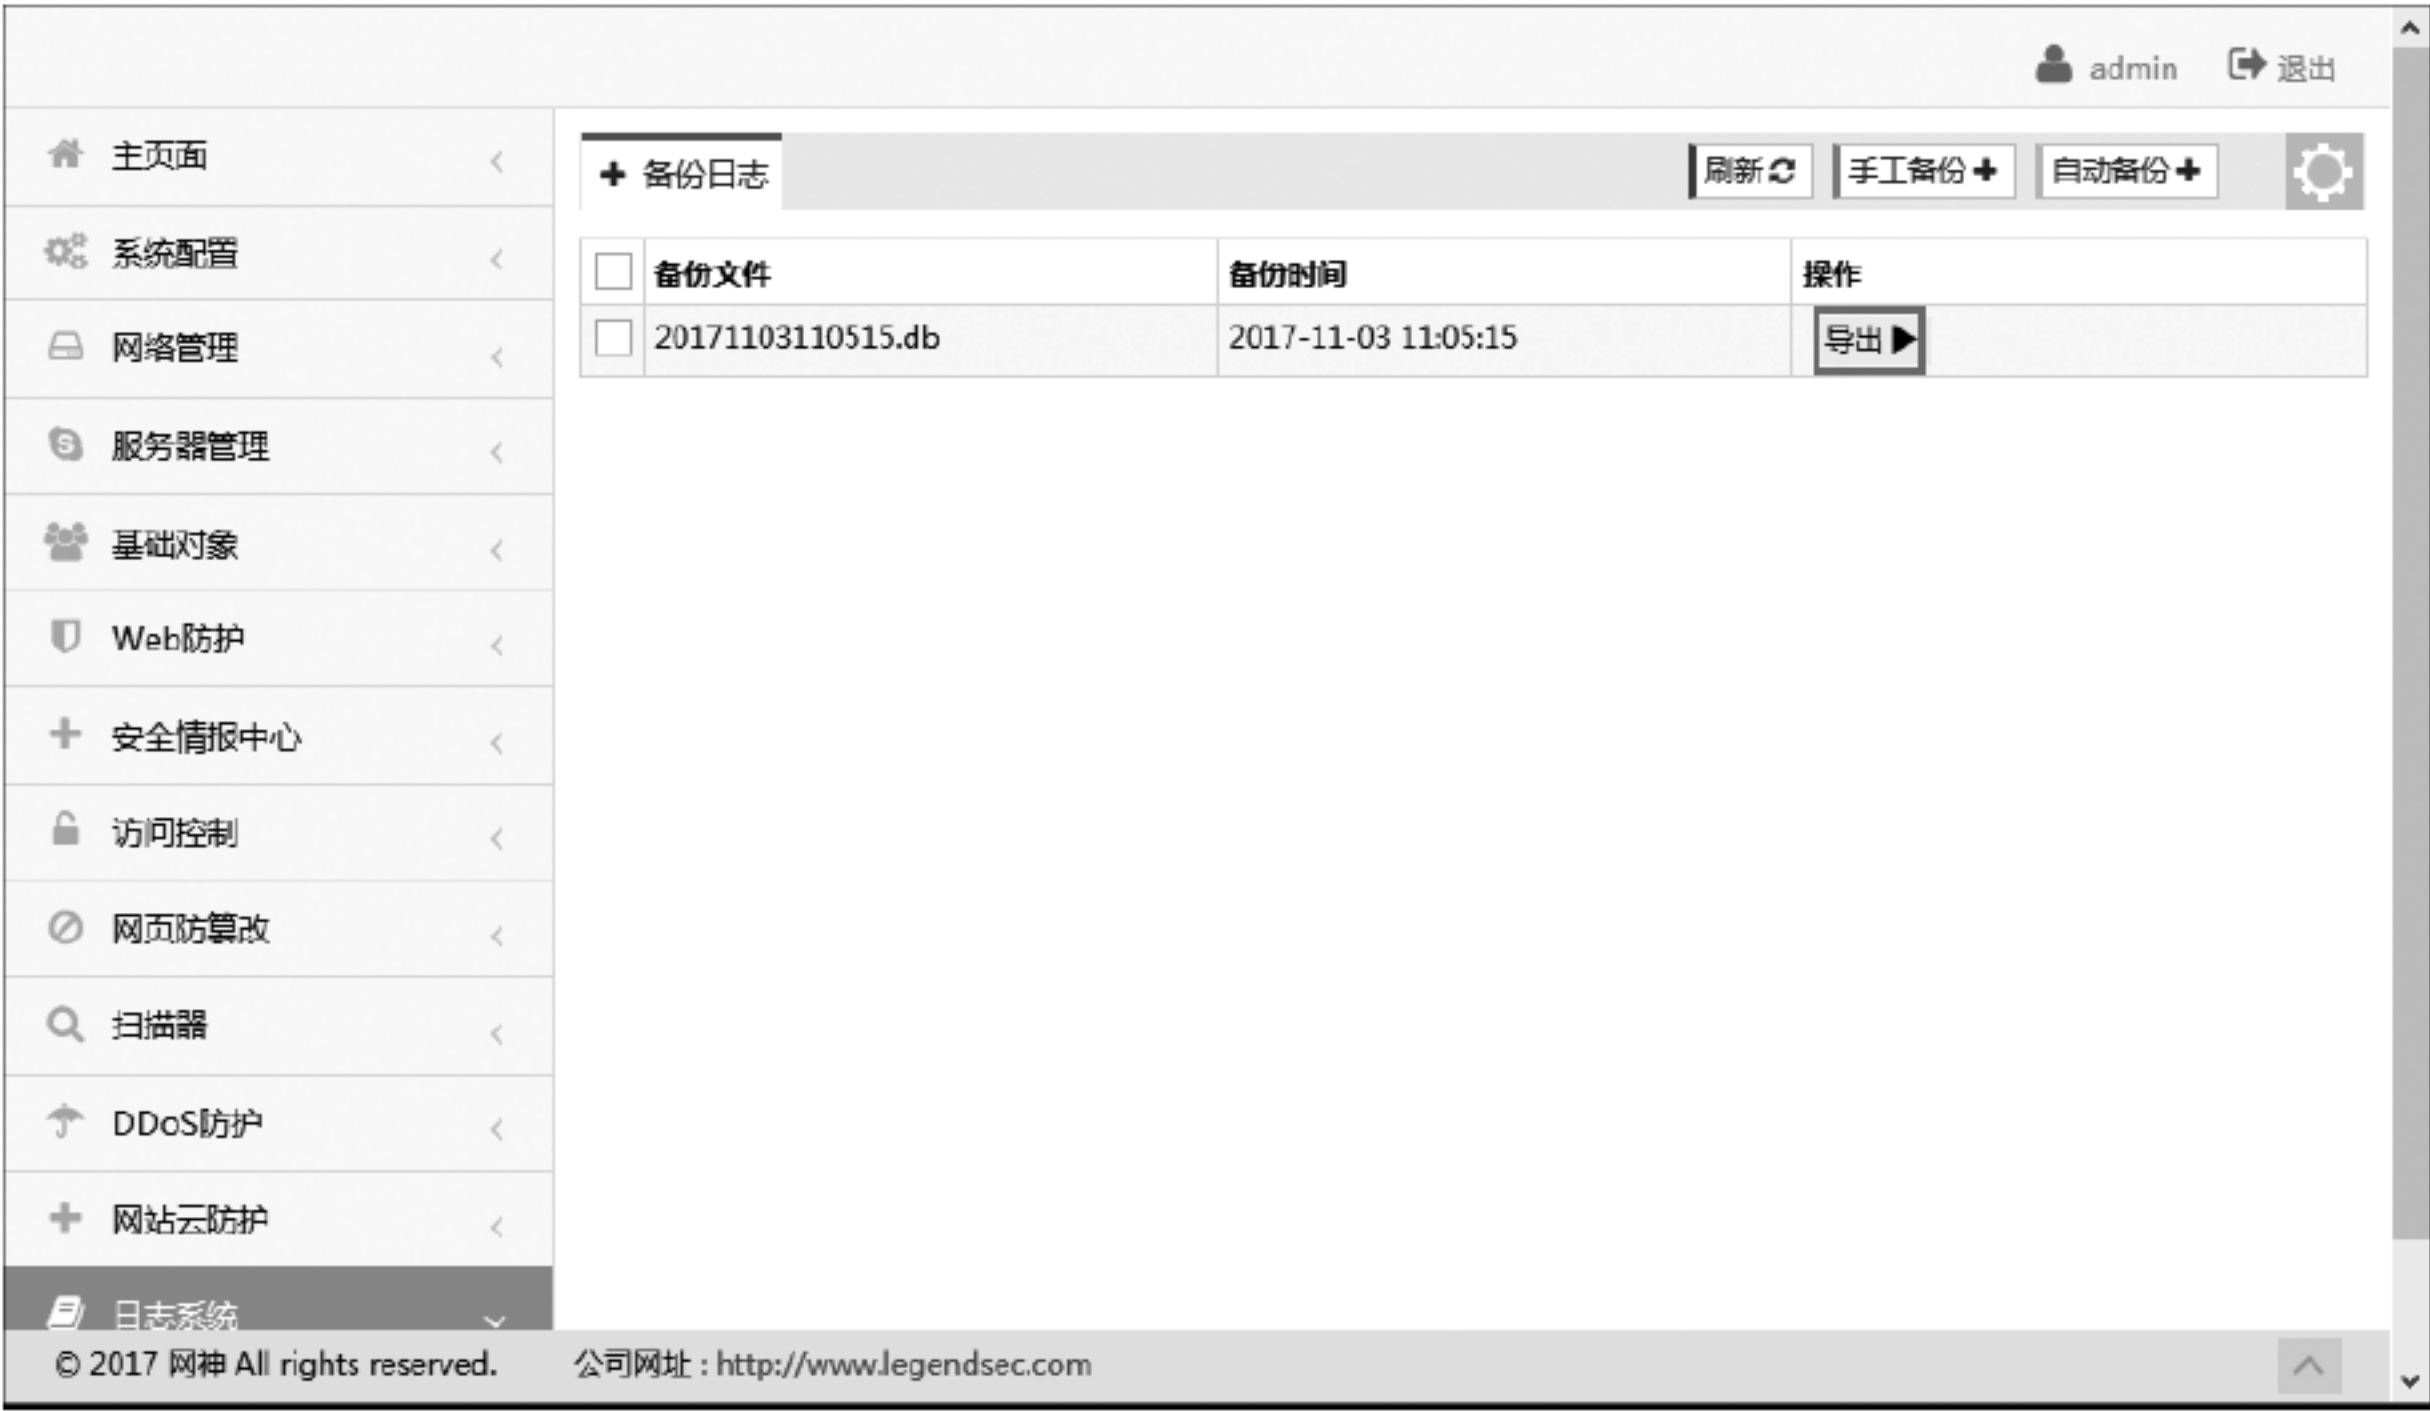 admin 退出
主页面
系统配置
网络管理
服务器管理
基础对象
Web防护
安全情报中心
访问控制
网页防篡改
扫描器
DDoS防护
网站云防护
日志系统
备份日志 刷新 手工备份 自动备份
备份文件 备份时间 操作
20171103110515.db 2017-11-03 11:05:15 导出
© 2017 网神 All rights reserved. 公司网址 : http://www.legendsec.com